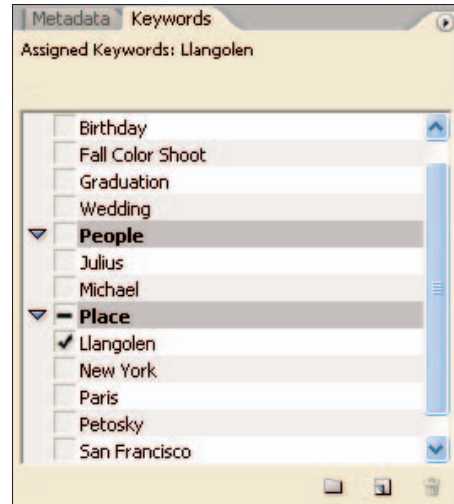 Metadata Keywords
Assigned Keywords: Llangolen
Birthday
Fall Color Shoot
Graduation
Wedding
People
Julius
Michael
Place
Llangolen
New York
Paris
Petosky
San Francisco